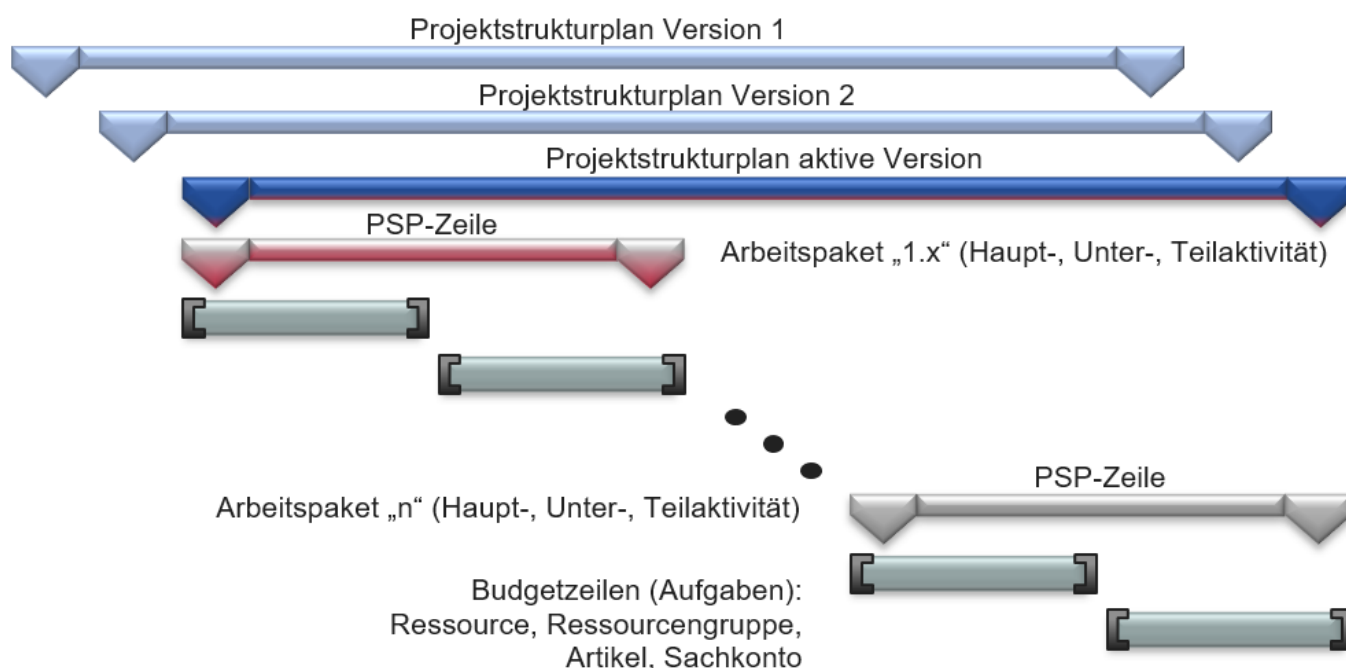 Projektstrukturplan Version 1
Projektstrukturplan Version 2
Projektstrukturplan aktive Version
PSP-Zeile
Arbeitspaket „1.x“ (Haupt-, Unter-, Teilaktivität)
PSP-Zeile
Arbeitspaket „n“ (Haupt-, Unter-, Teilaktivität)
Budgetzeilen (Aufgaben):
Ressource, Ressourcengruppe,
Artikel, Sachkonto